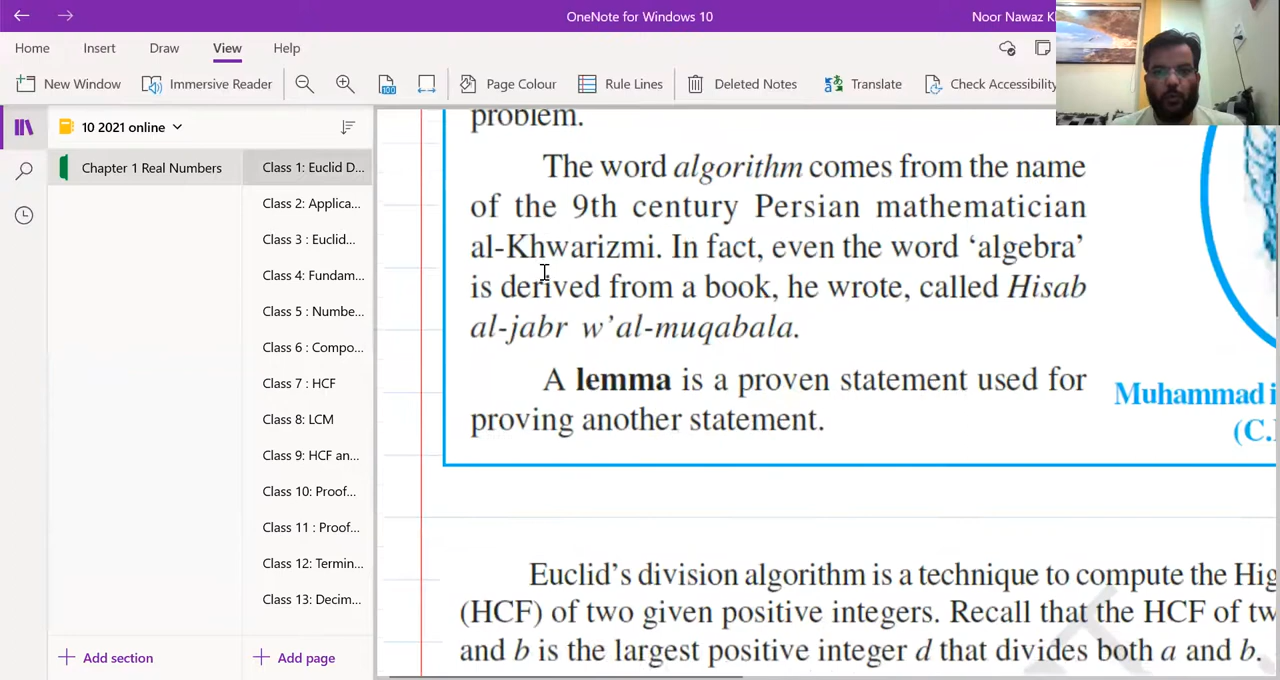 OneNote for Windows 10
Noor Nawaz K
Home Insert Draw View Help
New Window Immersive Reader 100 Page Colour Rule Lines Deleted Notes Translate Check Accessibility
10 2021 online
Chapter 1 Real Numbers
Class 1: Euclid D...
Class 2: Applica...
Class 3 : Euclid...
Class 4: Fundam...
Class 5 : Numbe...
Class 6 : Compo...
Class 7 : HCF
Class 8: LCM
Class 9: HCF an...
Class 10: Proof...
Class 11 : Proof...
Class 12: Termin...
Class 13: Decim...
Add section
Add page
problem.
The word algorithm comes from the name
of the 9th century Persian mathematician
al-Khwarizmi. In fact, even the word ‘algebra’
is derived from a book, he wrote, called Hisab
al-jabr w’al-muqabala.
A lemma is a proven statement used for
proving another statement.
Muhammad i
(C.
Euclid’s division algorithm is a technique to compute the Hig
(HCF) of two given positive integers. Recall that the HCF of tw
and b is the largest positive integer d that divides both a and b.